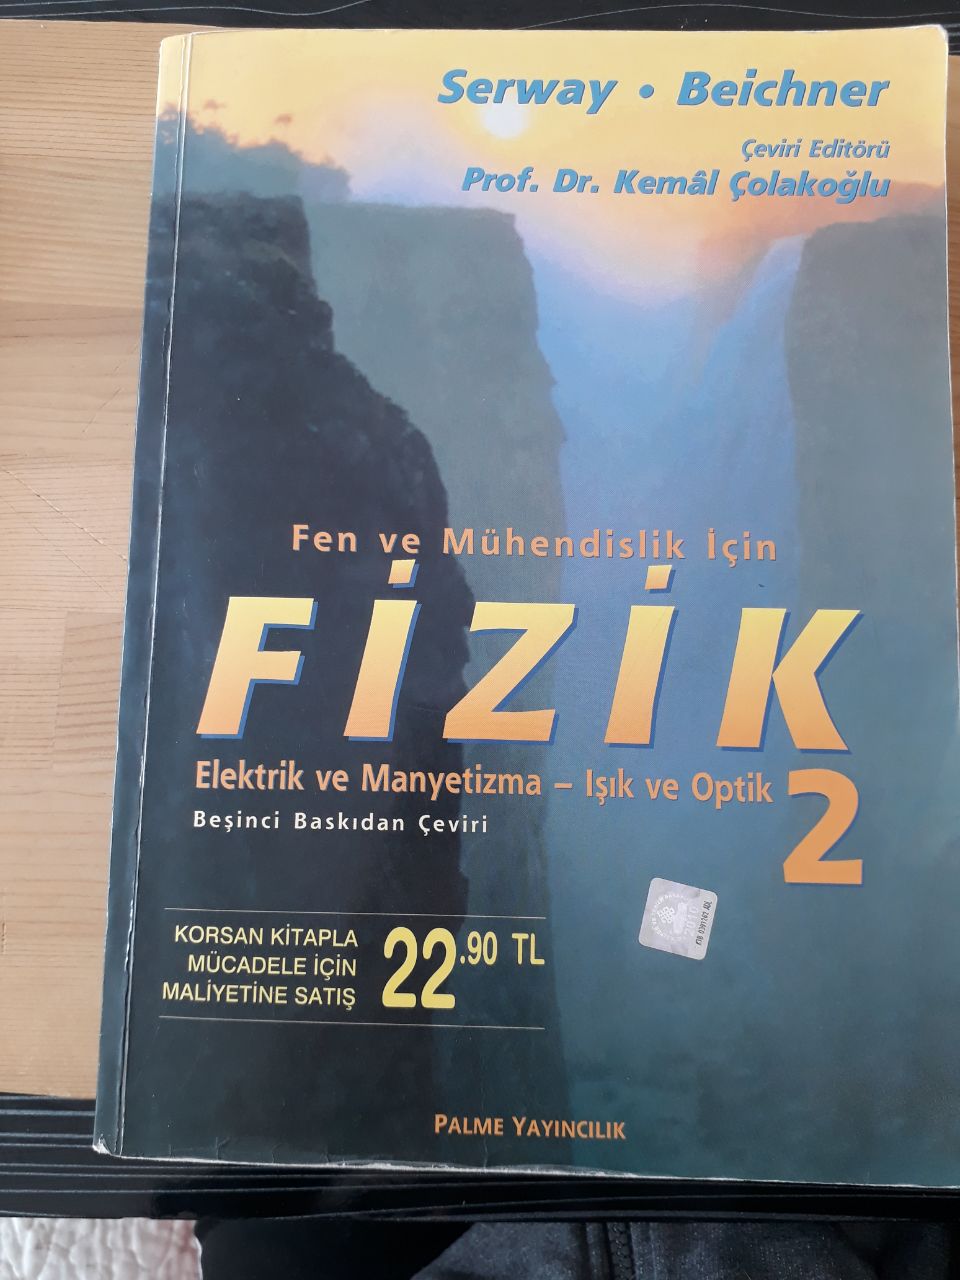 Serway • Beichner
Çeviri Editörü
Prof. Dr. Kemâl Çolakoğlu
Fen ve Mühendislik İçin
FİZİK
Elektrik ve Manyetizma – Işık ve Optik 2
Beşinci Baskıdan Çeviri
KORSAN KİTAPLA
MÜCADELE İÇİN
MALİYETİNE SATIŞ
22.90 TL
PALME YAYINCILIK